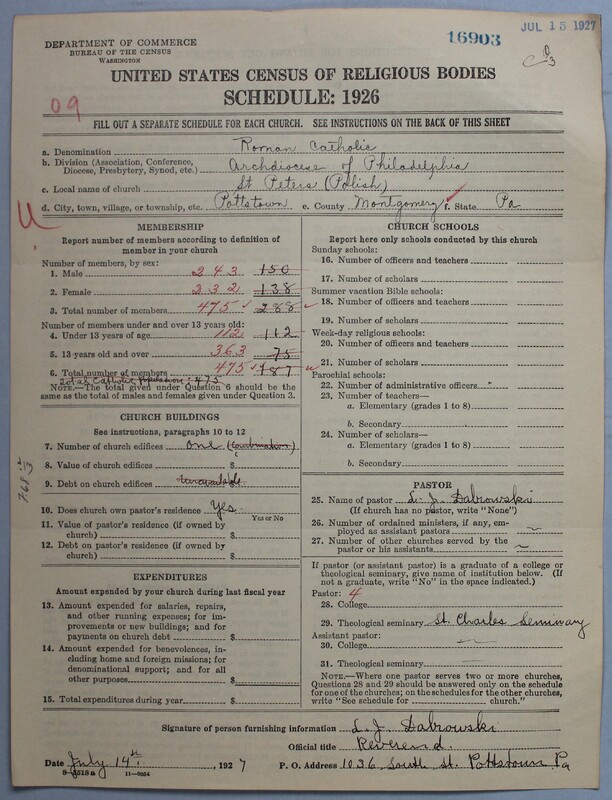 JUL 15 1927
16903
DEPARTMENT OF COMMERCE
BUREAU OF THE CENSUS
WASHINGTON
UNITED STATES CENSUS OF RELIGIOUS BODIES
SCHEDULE: 1926
09
FILL OUT A SEPARATE SCHEDULE FOR EACH CHURCH. SEE INSTRUCTIONS ON THE BACK OF THIS SHEET
a. Denomination Roman Catholic
b. Division (Association, Conference, Diocese, Presbytery, Synod, etc.) Archdiocese of Philadelphia
c. Local name of church St Peters (Polish)
d. City, town, village, or township, etc. Pottstown e. County Montgomery f. State Pa
U.
MEMBERSHIP
Report number of members according to definition of
member in your church
Number of members, by sex:
1. Male 243 150
2. Female 232 138
3. Total number of members 475 288
Number of members under and over 13 years old:
4. Under 13 years of age 112 112
5. 13 years old and over 363 75
6. Total number of members 475 187
Total Catholic population: 475
NOTE.—The total given under Question 6 should be the
same as the total of males and females given under Question 3.
CHURCH BUILDINGS
See instructions, paragraphs 10 to 12
7. Number of church edifices one (Combination)
8. Value of church edifices $
9. Debt on church edifices $ unavailable
10. Does church own pastor's residence? Yes
Yes or No
11. Value of pastor's residence (if owned by
church) $
12. Debt on pastor's residence (if owned by
church) $
EXPENDITURES
Amount expended by your church during last fiscal year
13. Amount expended for salaries, repairs,
and other running expenses; for im-
provements or new buildings; and for
payments on church debt $
14. Amount expended for benevolences, in-
cluding home and foreign missions; for
denominational support; and for all
other purposes $
15. Total expenditures during year $
CHURCH SCHOOLS
Report here only schools conducted by this church
Sunday schools:
16. Number of officers and teachers
17. Number of scholars
Summer vacation Bible schools:
18. Number of officers and teachers
19. Number of scholars
Week-day religious schools:
20. Number of officers and teachers
21. Number of scholars
Parochial schools:
22. Number of administrative officers
23. Number of teachers—
a. Elementary (grades 1 to 8)
b. Secondary
24. Number of scholars—
a. Elementary (grades 1 to 8)
b. Secondary
PASTOR
25. Name of pastor L. J. Dabrowski
(If church has no pastor, write "None")
26. Number of ordained ministers, if any, em-
ployed as assistant pastors
27. Number of other churches served by the
pastor or his assistants
If pastor (or assistant pastor) is a graduate of a college or
theological seminary, give name of institution below. (If
not a graduate, write "No" in the space indicated.)
Pastor: 4
28. College
29. Theological seminary St. Charles Seminary
Assistant pastor:
30. College —
31. Theological seminary —
NOTE.—Where one pastor serves two or more churches,
Questions 28 and 29 should be answered only on the schedule
for one of the churches; on the schedules for the other churches,
write "See schedule for church."
Signature of person furnishing information L. J. Dabrowski
Official title Reverend.
Date July 14th, 1927 P. O. Address 1036 South St. Pottstown Pa
8-5518 a 11-9054